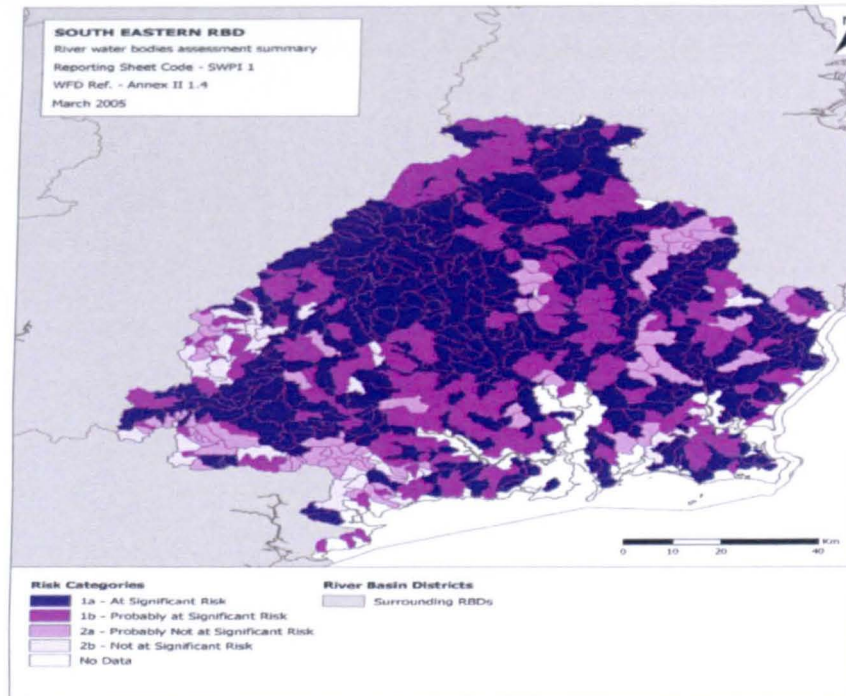 SOUTH EASTERN RBD
River water bodies assessment summary
Reporting Sheet Code - SWPI 1
WFD Ref. - Annex II 1.4
March 2005
N
Km
0 10 20 40
Risk Categories
1a - At Significant Risk
1b - Probably at Significant Risk
2a - Probably Not at Significant Risk
2b - Not at Significant Risk
No Data
River Basin Districts
Surrounding RBDs